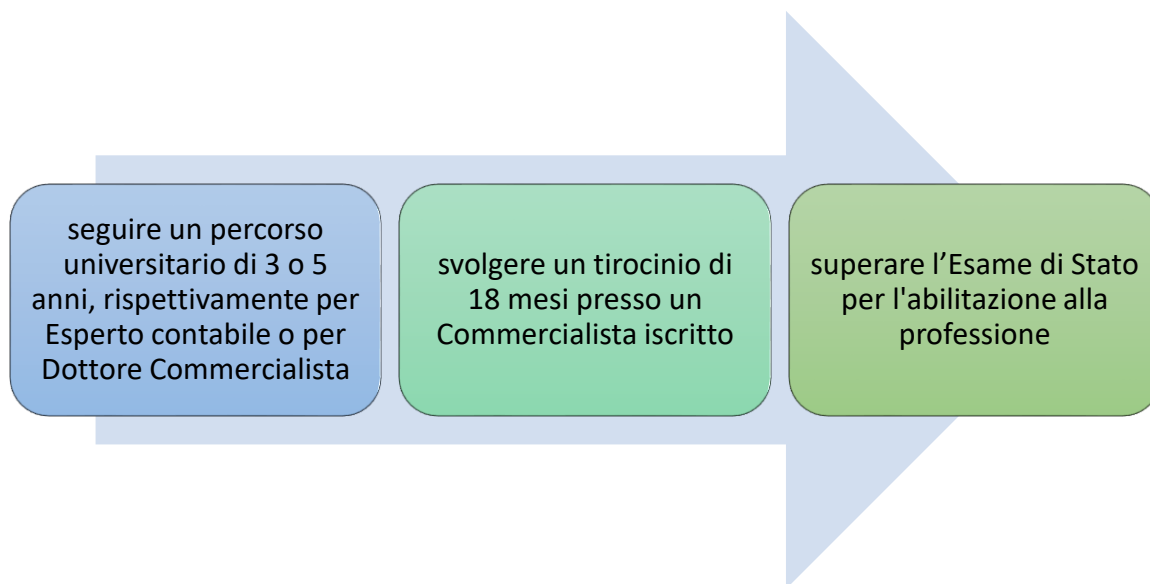 seguire un percorso
universitario di 3 o 5
anni, rispettivamente per
Esperto contabile o per
Dottore Commercialista
svolgere un tirocinio di
18 mesi presso un
Commercialista iscritto
superare l’Esame di Stato
per l'abilitazione alla
professione